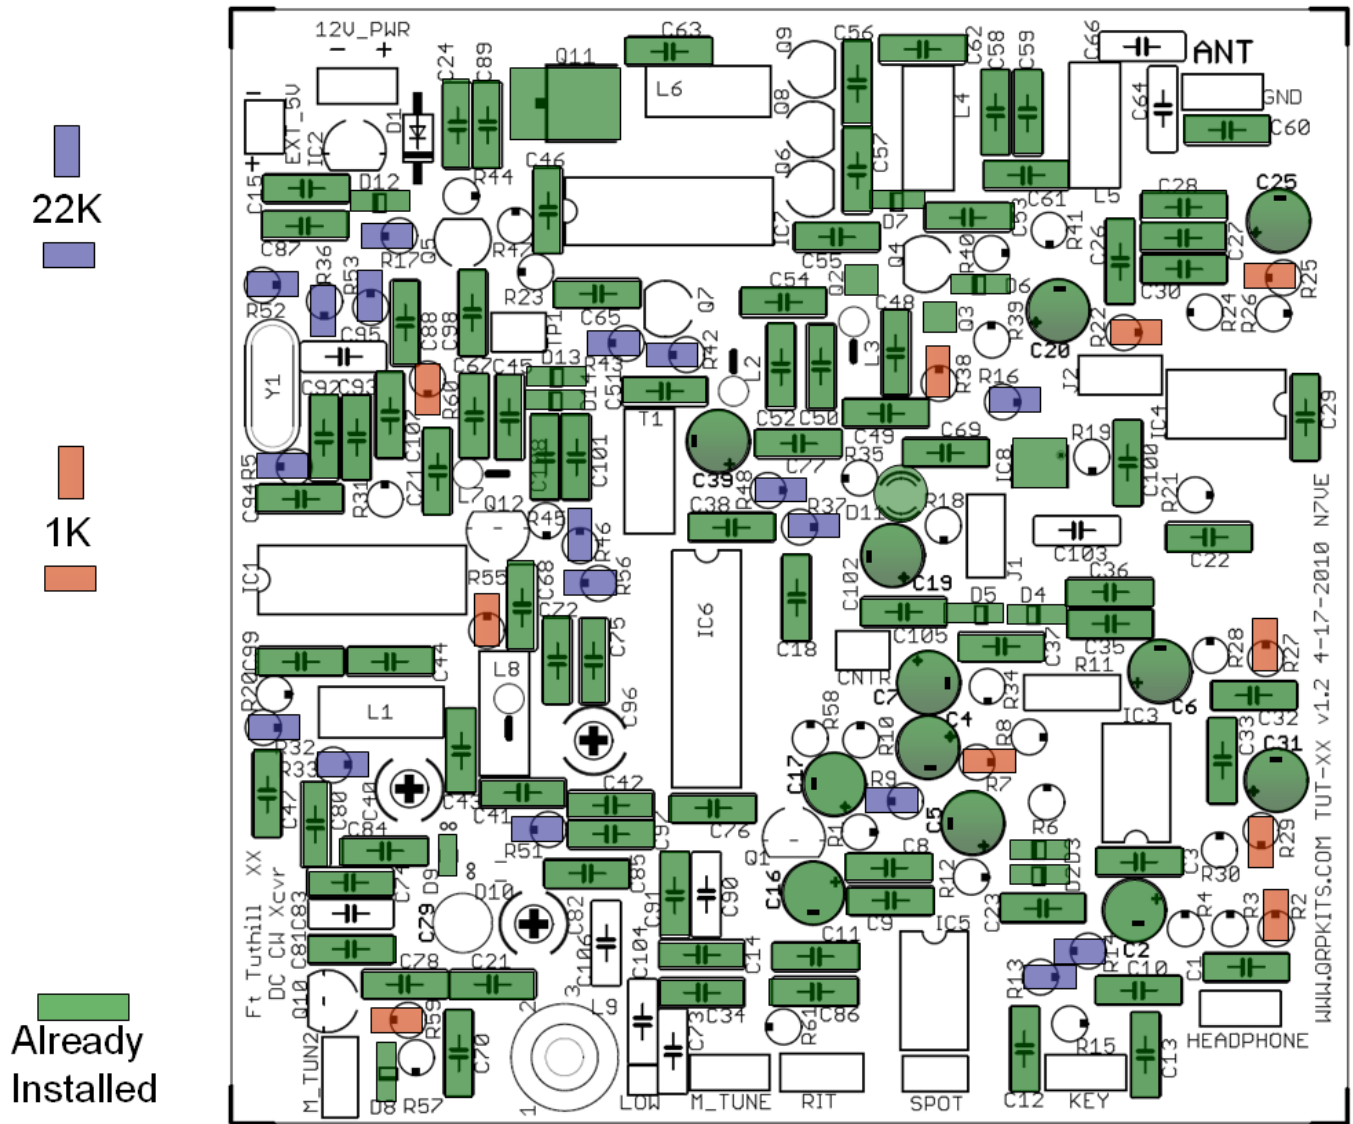 12V_PWR
- +
C24
C89
Q11
C63
L6
Q9
C56
C62
C58
C59
C66
ANT
- EXT_5V +
IC2
D1
Q8
L4
C64
GND
C60
22K
C15
D12
R44
C46
Q6
C57
D7
C61
L5
C28
C25
C87
R17
Q5
R47
IC7
C55
C53
R41
C26
C27
R36
R53
R23
Q2
Q4
R40
D6
C30
R25
R52
C95
C88
C98
TP1
C65
Q7
C54
C48
Q3
R39
C20
R22
R24
R26
Y1
C67
C45
D13
R43
R42
L2
L3
R38
R16
J2
IC4
C29
C92
C93
R60
D14
C51
T1
C52
C50
C49
C107
C101
C39
C77
R35
C69
IC8
R19
C100
R5
C94
R31
C71
L7
R48
R37
D11
R18
R21
1K
Q12
R45
R46
C38
C102
C19
J1
C103
C22
IC1
R55
C68
R56
IC6
C18
D5
D4
C36
C72
C75
C105
C37
C35
R28
R27
C99
C44
CNTR
R11
R20
L1
L8
C96
C7
R34
C6
C32
R32
R58
R10
C4
R8
IC3
C33
C31
R33
C40
C43
C17
R9
R7
C47
C80
C41
C42
C76
R1
C5
R6
C84
R51
C97
Q1
C8
R12
D3
C3
R30
R29
Ft Tuthill XX
DC CW Xcvr
C74
D9
8
D10
C85
C91
C90
C16
C9
D2
C23
C2
R4
R3
R2
C83
C79
C82
IC5
C81
C106
C104
C14
C11
R14
C78
C21
R13
C10
C1
Q10
R59
2
3
L9
C34
C86
Already
Installed
C73
R61
R15
HEADPHONE
M_TUN2
D8
R57
C70
1
LOW
M_TUNE
RIT
SPOT
C12
KEY
C13
WWW.QRPKITS.COM TUT-XX v1.2 4-17-2010 N7VE